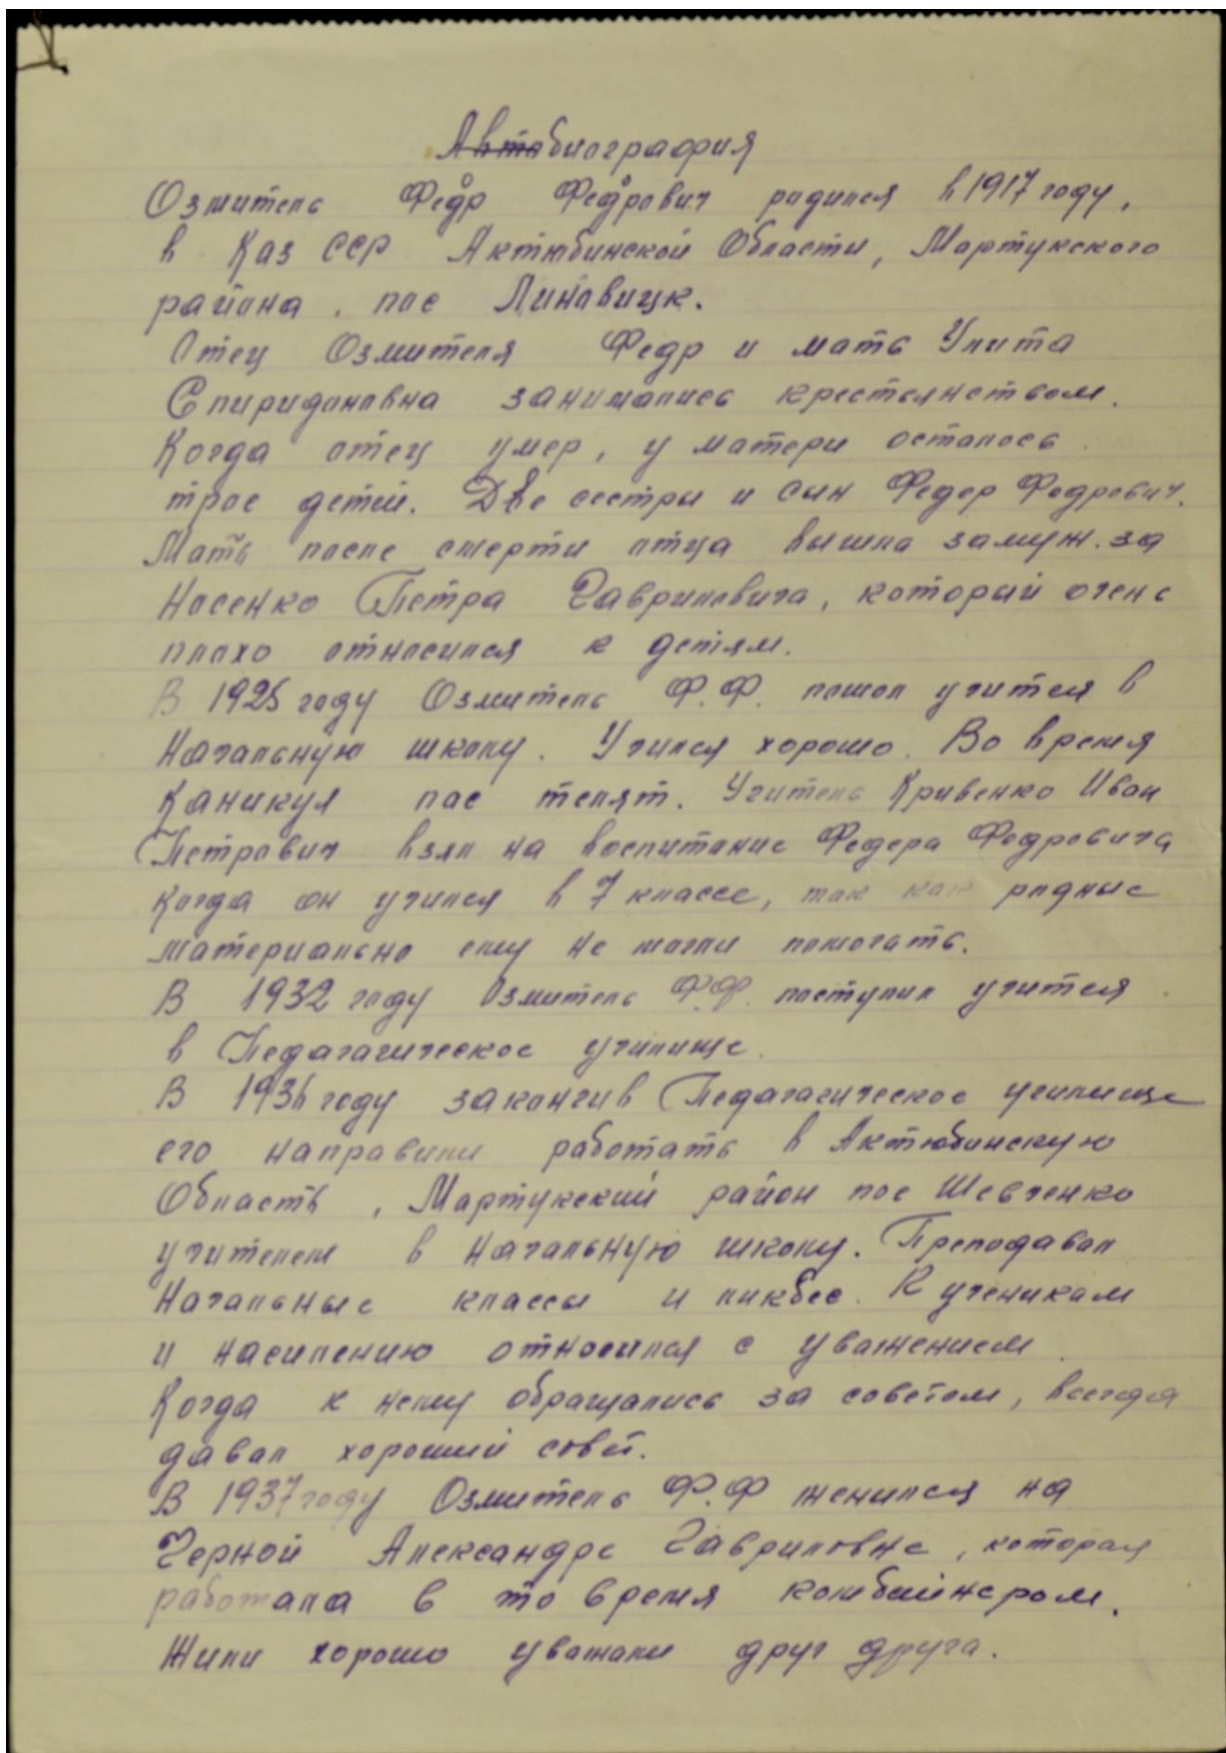 Автобиография
Озмитель Федр Федрович родился в 1917 году,
в Каз ССР Актюбинской Области, Мартукского
района, пос Линовицк.
Отец Озмителя Федр и мать Улита
Спиридоновна занимались крестьянством.
Когда отец умер, у матери осталось
трое детей. Две сестры и сын Федер Федрович.
Мать после смерти отца вышла замуж. за
Носенко Петра Гавриловича, который очень
плохо относился к детям.
В 1925 году Озмитель Ф.Ф. пошол учится в
Начальную школу. Учился хорошо. Во время
Каникул пас телят. Учитель Кривенко Иван
Петрович взял на воспитание Федера Федровича
когда он учился в 7 классе, так как родные
материально ему не могли помогать.
В 1932 году Озмитель Ф.Ф. поступил учится
в Педагагическое училище.
В 1936 году закончив Педагагическое училище
его направили работать в Актюбинскую
Область, Мартукский район пос Шевченко
учителем в Начальную школу. Преподавал
Начальные классы и ликбес. К ученикам
и насилению относился с уважением.
Когда к нему обращались за советом, всегда
давал хороший совет.
В 1937 году Озмитель Ф.Ф женился на
Черной Александре Гавриловне, которая
работала в то время комбайнером.
Жили хорошо уважали друг друга.